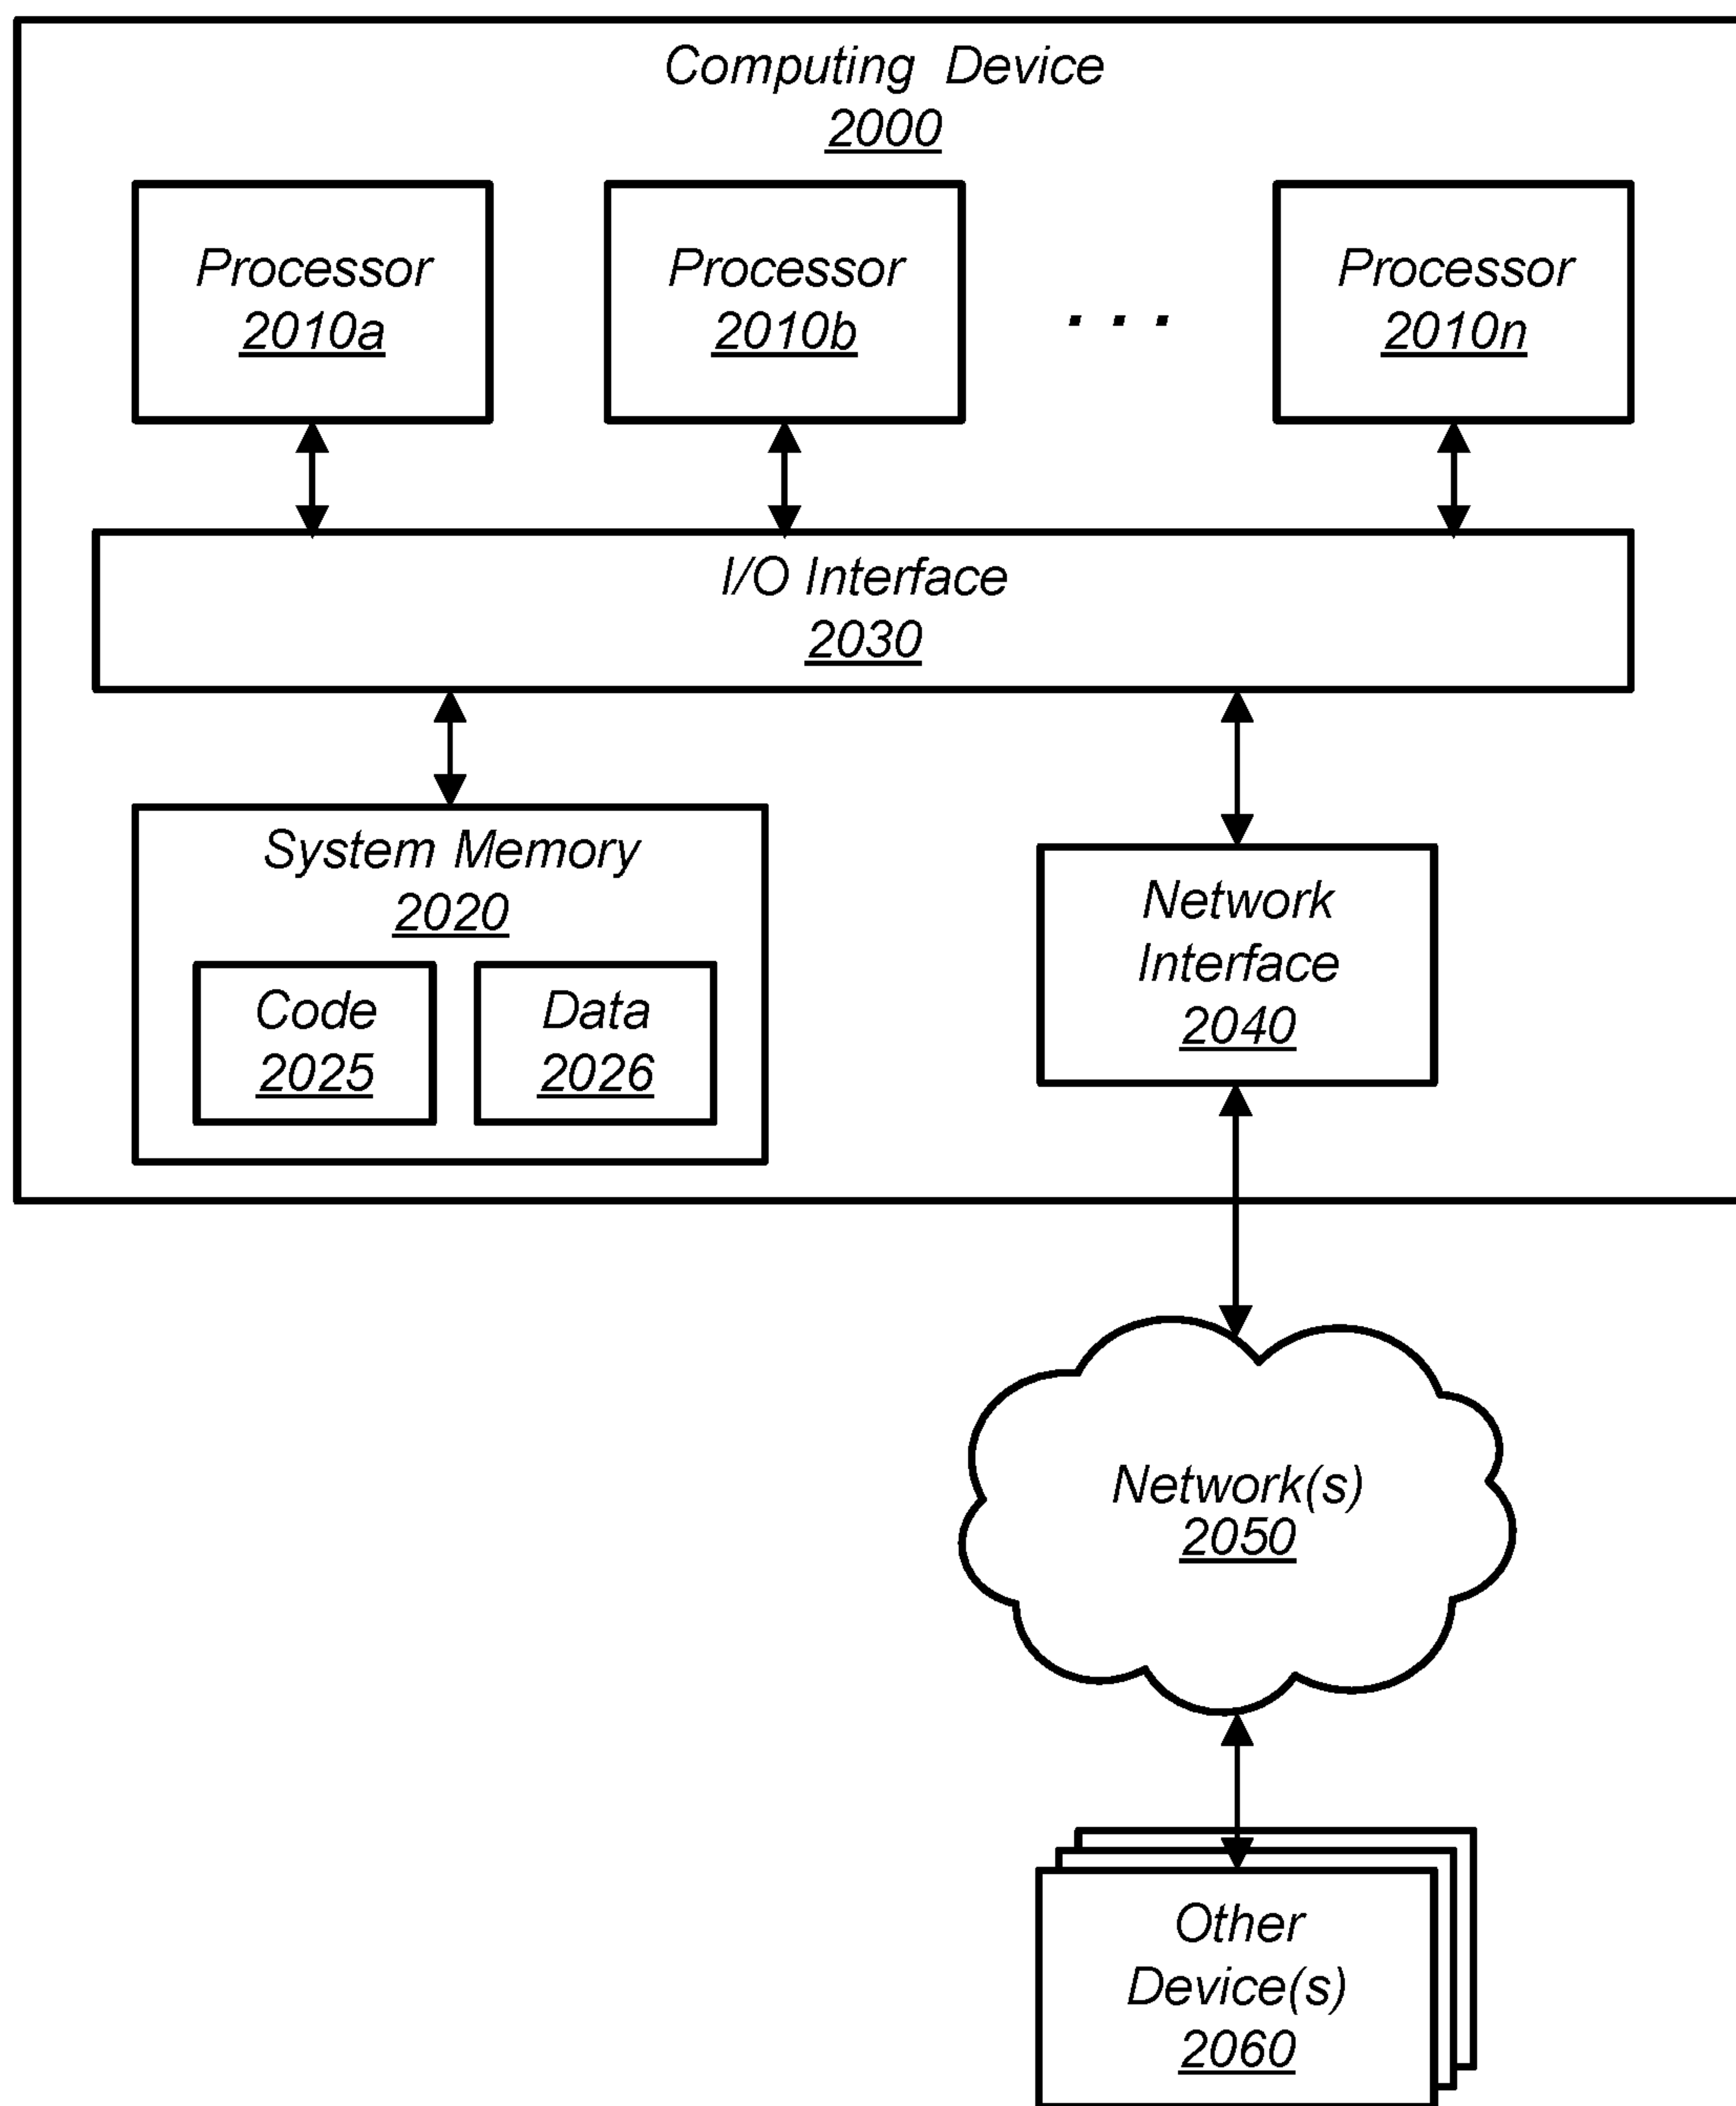 Computing Device
2000
Processor
2010a
Processor
2010b
. . .
Processor
2010n
I/O Interface
2030
System Memory
2020
Code
2025
Data
2026
Network
Interface
2040
Network(s)
2050
Other
Device(s)
2060